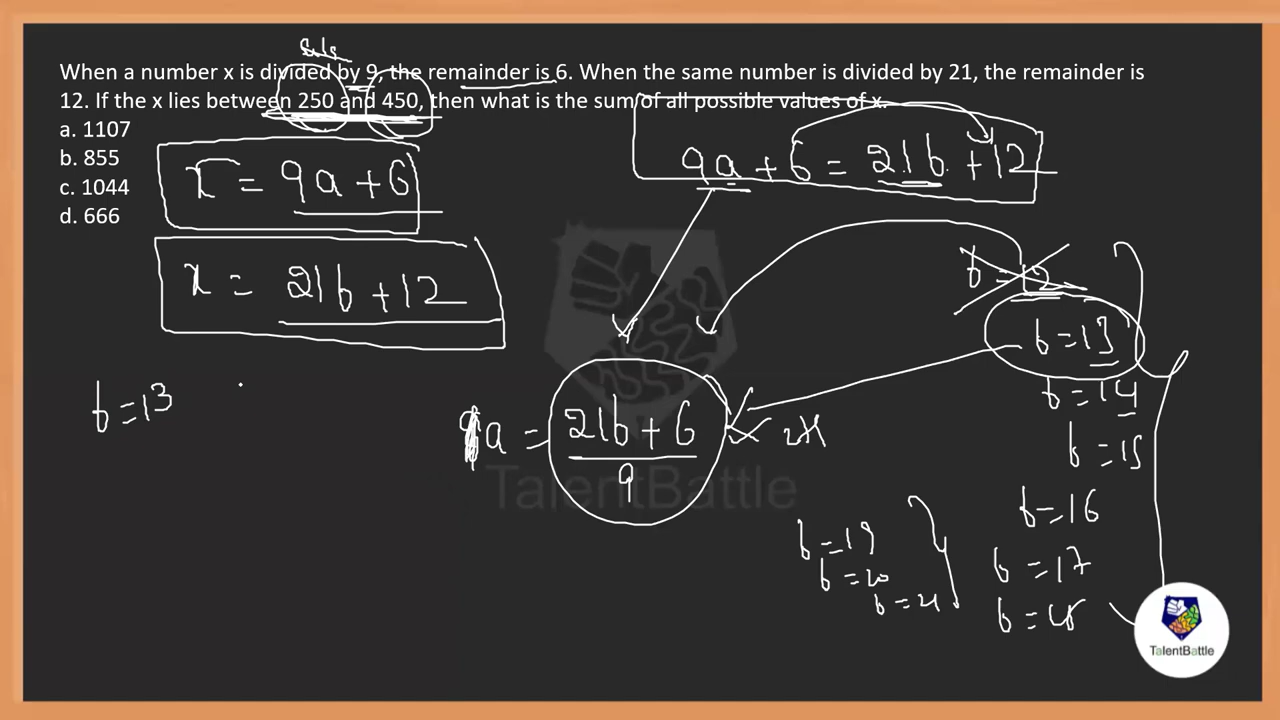 When a number x is divided by 9, the remainder is 6. When the same number is divided by 21, the remainder is
12. If the x lies between 250 and 450, then what is the sum of all possible values of x.
a. 1107
b. 855
c. 1044
d. 666
x = 9a + 6
9a + 6 = 21b + 12
x = 21b + 12
b = 12
b = 13
b = 14
b = 15
b = 16
b = 17
b = 18
b = 13
a = 21b + 6
9
b = 19
b = 20
b = 21
TalentBattle
TalentBattle